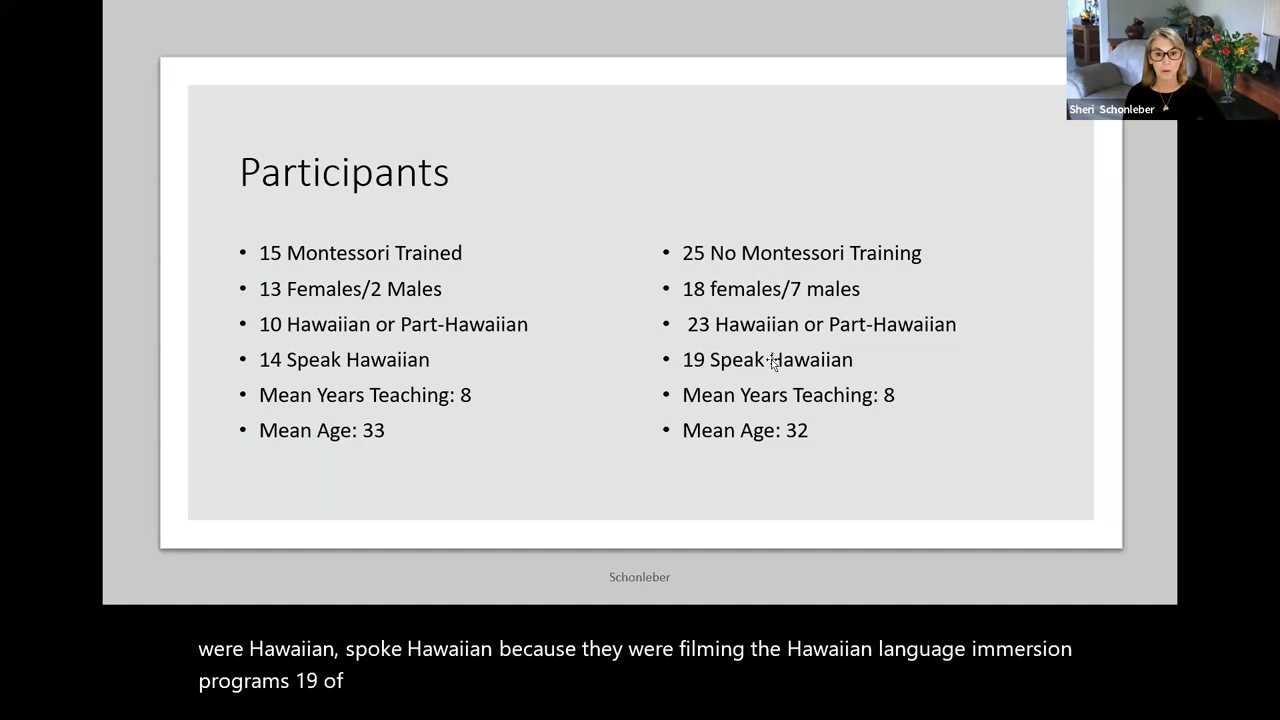 Sheri Schonleber
Participants
• 15 Montessori Trained
• 13 Females/2 Males
• 10 Hawaiian or Part-Hawaiian
• 14 Speak Hawaiian
• Mean Years Teaching: 8
• Mean Age: 33
• 25 No Montessori Training
• 18 females/7 males
• 23 Hawaiian or Part-Hawaiian
• 19 Speak Hawaiian
• Mean Years Teaching: 8
• Mean Age: 32
Schonleber
were Hawaiian, spoke Hawaiian because they were filming the Hawaiian language immersion
programs 19 of